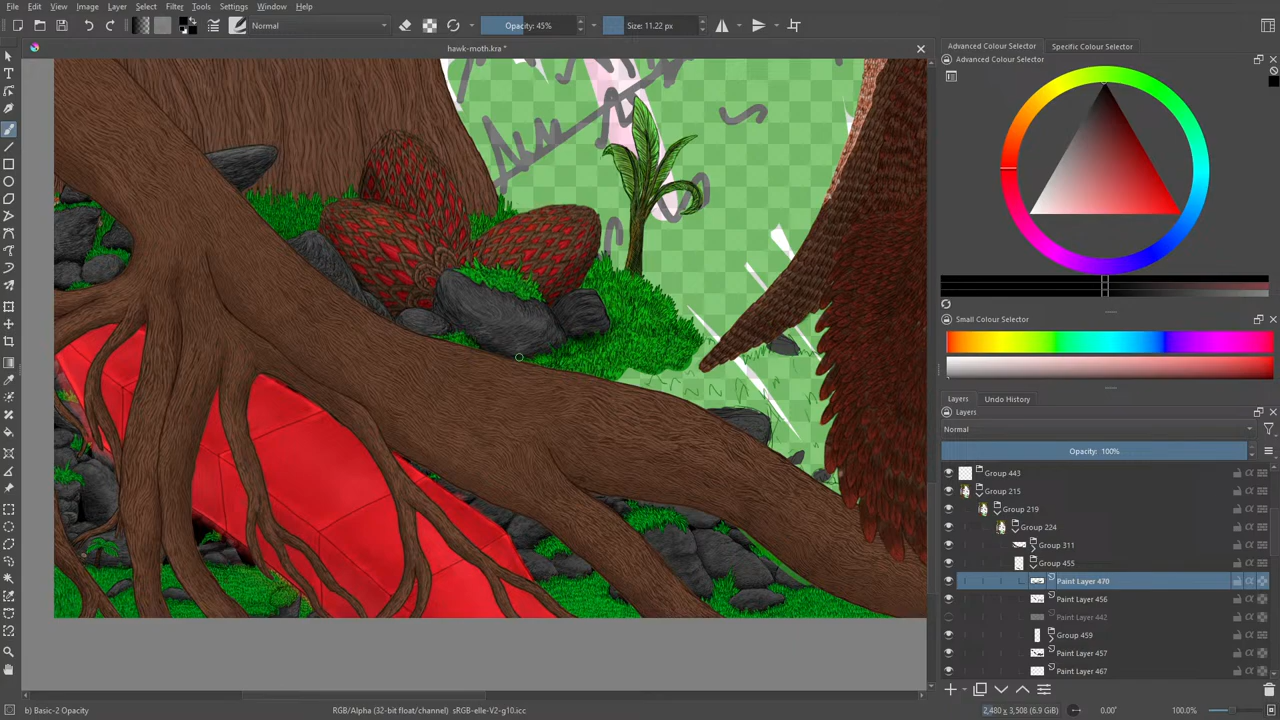 File Edit View Image Layer Select Filter Tools Settings Window Help
Normal Opacity: 45% Size: 11.22 px
hawk-moth.kra *
Advanced Colour Selector Specific Colour Selector
Advanced Colour Selector
Small Colour Selector
Layers Undo History
Layers
Normal
Opacity: 100%
Group 443
Group 215
Group 219
Group 224
Group 311
Group 455
Paint Layer 470
Paint Layer 456
Paint Layer 442
Group 459
Paint Layer 457
Paint Layer 467
b) Basic-2 Opacity RGB/Alpha (32-bit float/channel) sRGB-elle-V2-g10.icc 2,480 x 3,508 (6.9 GiB) 0.00° 100.0%